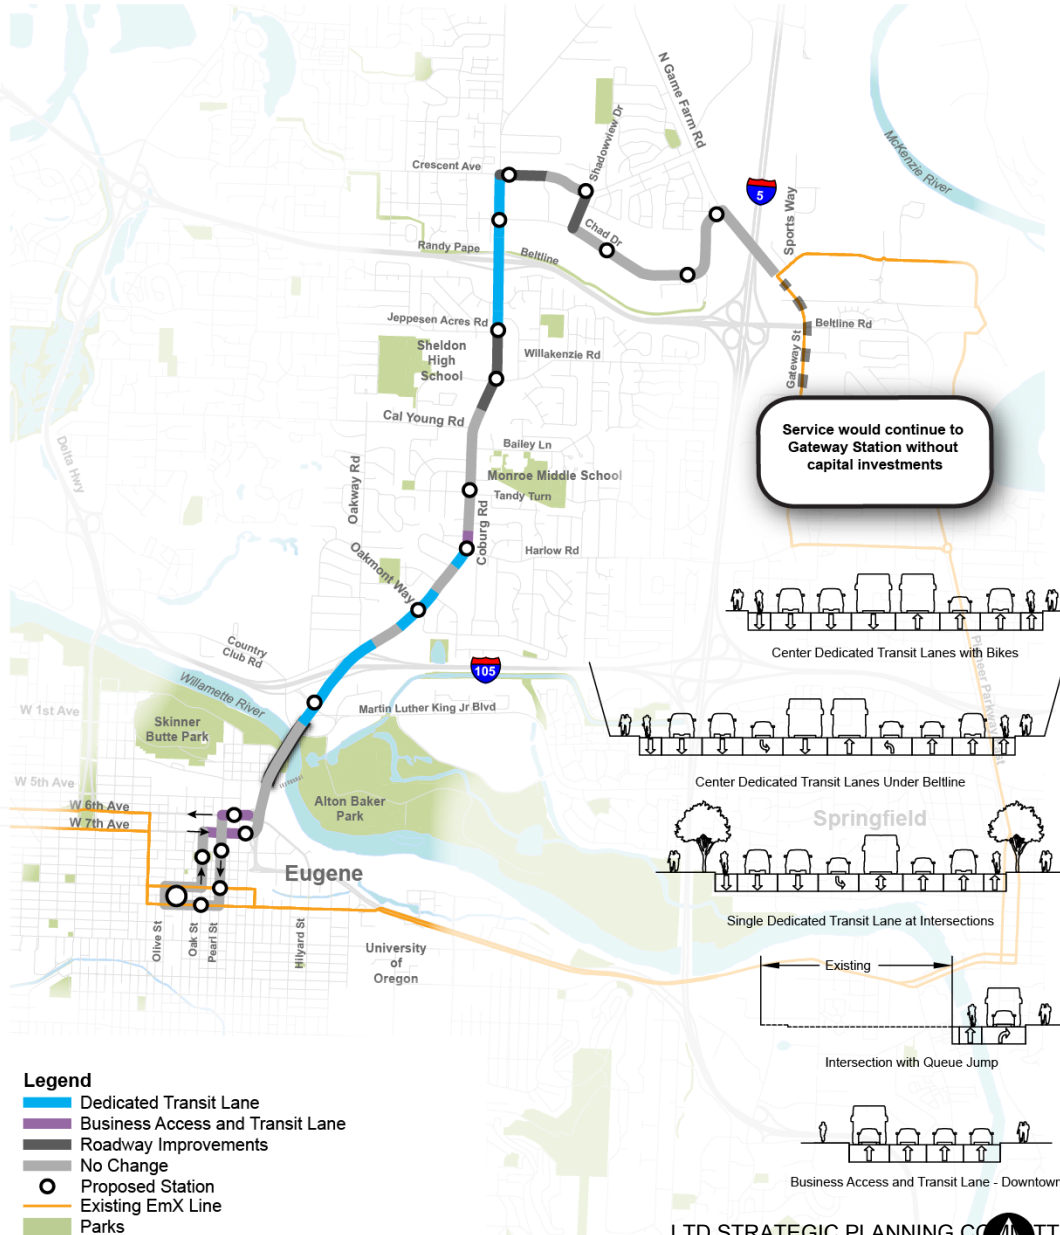 N Game Farm Rd
Shadowview Dr
Crescent Ave
McKenzie River
5
Sports Way
Chad Dr
Randy Pape
Beltline
Jeppesen Acres Rd
Beltline Rd
Gateway St
Sheldon
High
School
Willakenzie Rd
Cal Young Rd
Service would continue to
Gateway Station without
capital investments
Bailey Ln
Delta Hwy
Oakway Rd
Monroe Middle School
Tandy Turn
Coburg Rd
Harlow Rd
Oakmont Way
Center Dedicated Transit Lanes with Bikes
Country
Club Rd
105
Willamette River
W 1st Ave
Martin Luther King Jr Blvd
Skinner
Butte Park
W 5th Ave
Center Dedicated Transit Lanes Under Beltline
W 6th Ave
W 7th Ave
Alton Baker
Park
Springfield
Eugene
Single Dedicated Transit Lane at Intersections
Olive St
Oak St
Pearl St
Hilyard St
University
of
Oregon
Existing
Intersection with Queue Jump
Legend
Dedicated Transit Lane
Business Access and Transit Lane
Roadway Improvements
No Change
Proposed Station
Existing EmX Line
Parks
Business Access and Transit Lane - Downtown
LTD STRATEGIC PLANNING